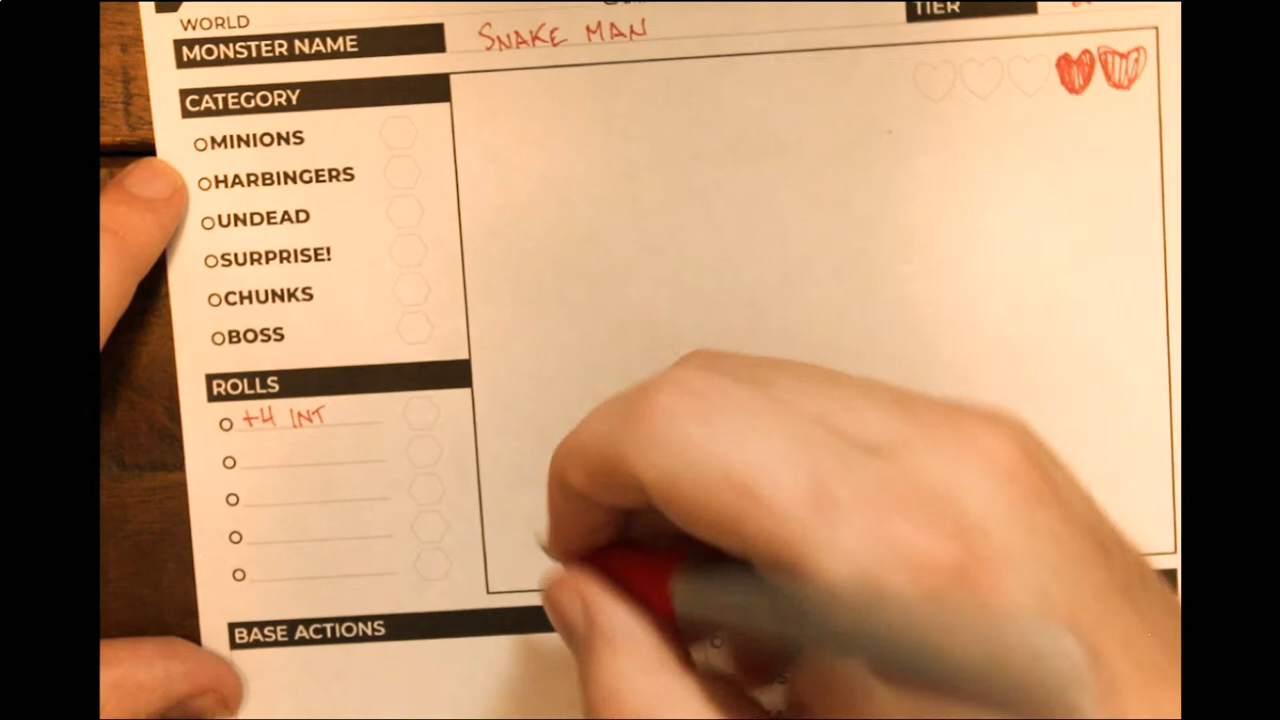 WORLD
TIER
MONSTER NAME SNAKE MAN
CATEGORY
MINIONS
HARBINGERS
UNDEAD
SURPRISE!
CHUNKS
BOSS
ROLLS
+4 INT
BASE ACTIONS